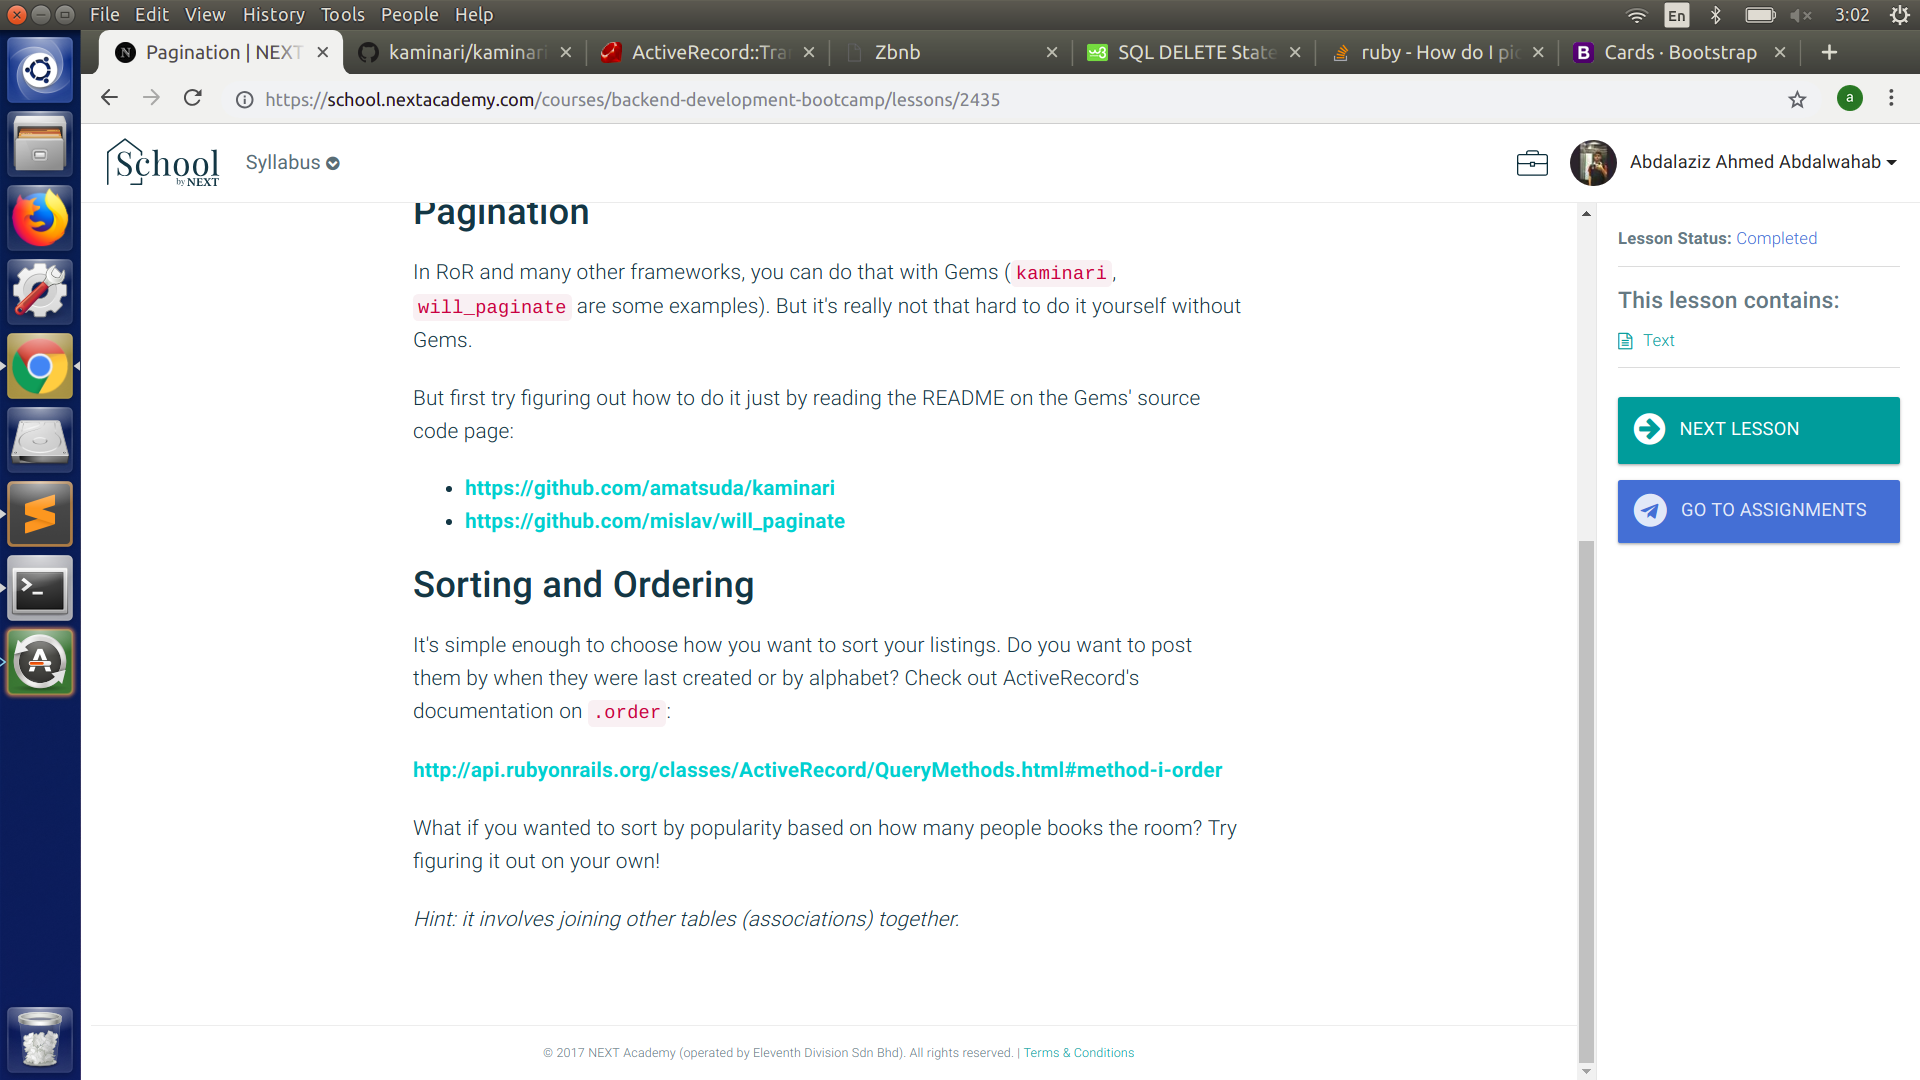 File Edit View History Tools People Help
En
3:02
Pagination | NEXT
kaminari/kaminari
ActiveRecord::Tra
Zbnb
SQL DELETE State
ruby - How do I pic
Cards · Bootstrap
https://school.nextacademy.com/courses/backend-development-bootcamp/lessons/2435
a
School
by NEXT
Syllabus
Abdalaziz Ahmed Abdalwahab
Pagination
In RoR and many other frameworks, you can do that with Gems ( kaminari ,
will_paginate are some examples). But it's really not that hard to do it yourself without
Gems.
But first try figuring out how to do it just by reading the README on the Gems' source
code page:
• https://github.com/amatsuda/kaminari
• https://github.com/mislav/will_paginate
Sorting and Ordering
It's simple enough to choose how you want to sort your listings. Do you want to post
them by when they were last created or by alphabet? Check out ActiveRecord's
documentation on .order :
http://api.rubyonrails.org/classes/ActiveRecord/QueryMethods.html#method-i-order
What if you wanted to sort by popularity based on how many people books the room? Try
figuring it out on your own!
Hint: it involves joining other tables (associations) together.
© 2017 NEXT Academy (operated by Eleventh Division Sdn Bhd). All rights reserved. | Terms & Conditions
Lesson Status: Completed
This lesson contains:
Text
NEXT LESSON
GO TO ASSIGNMENTS